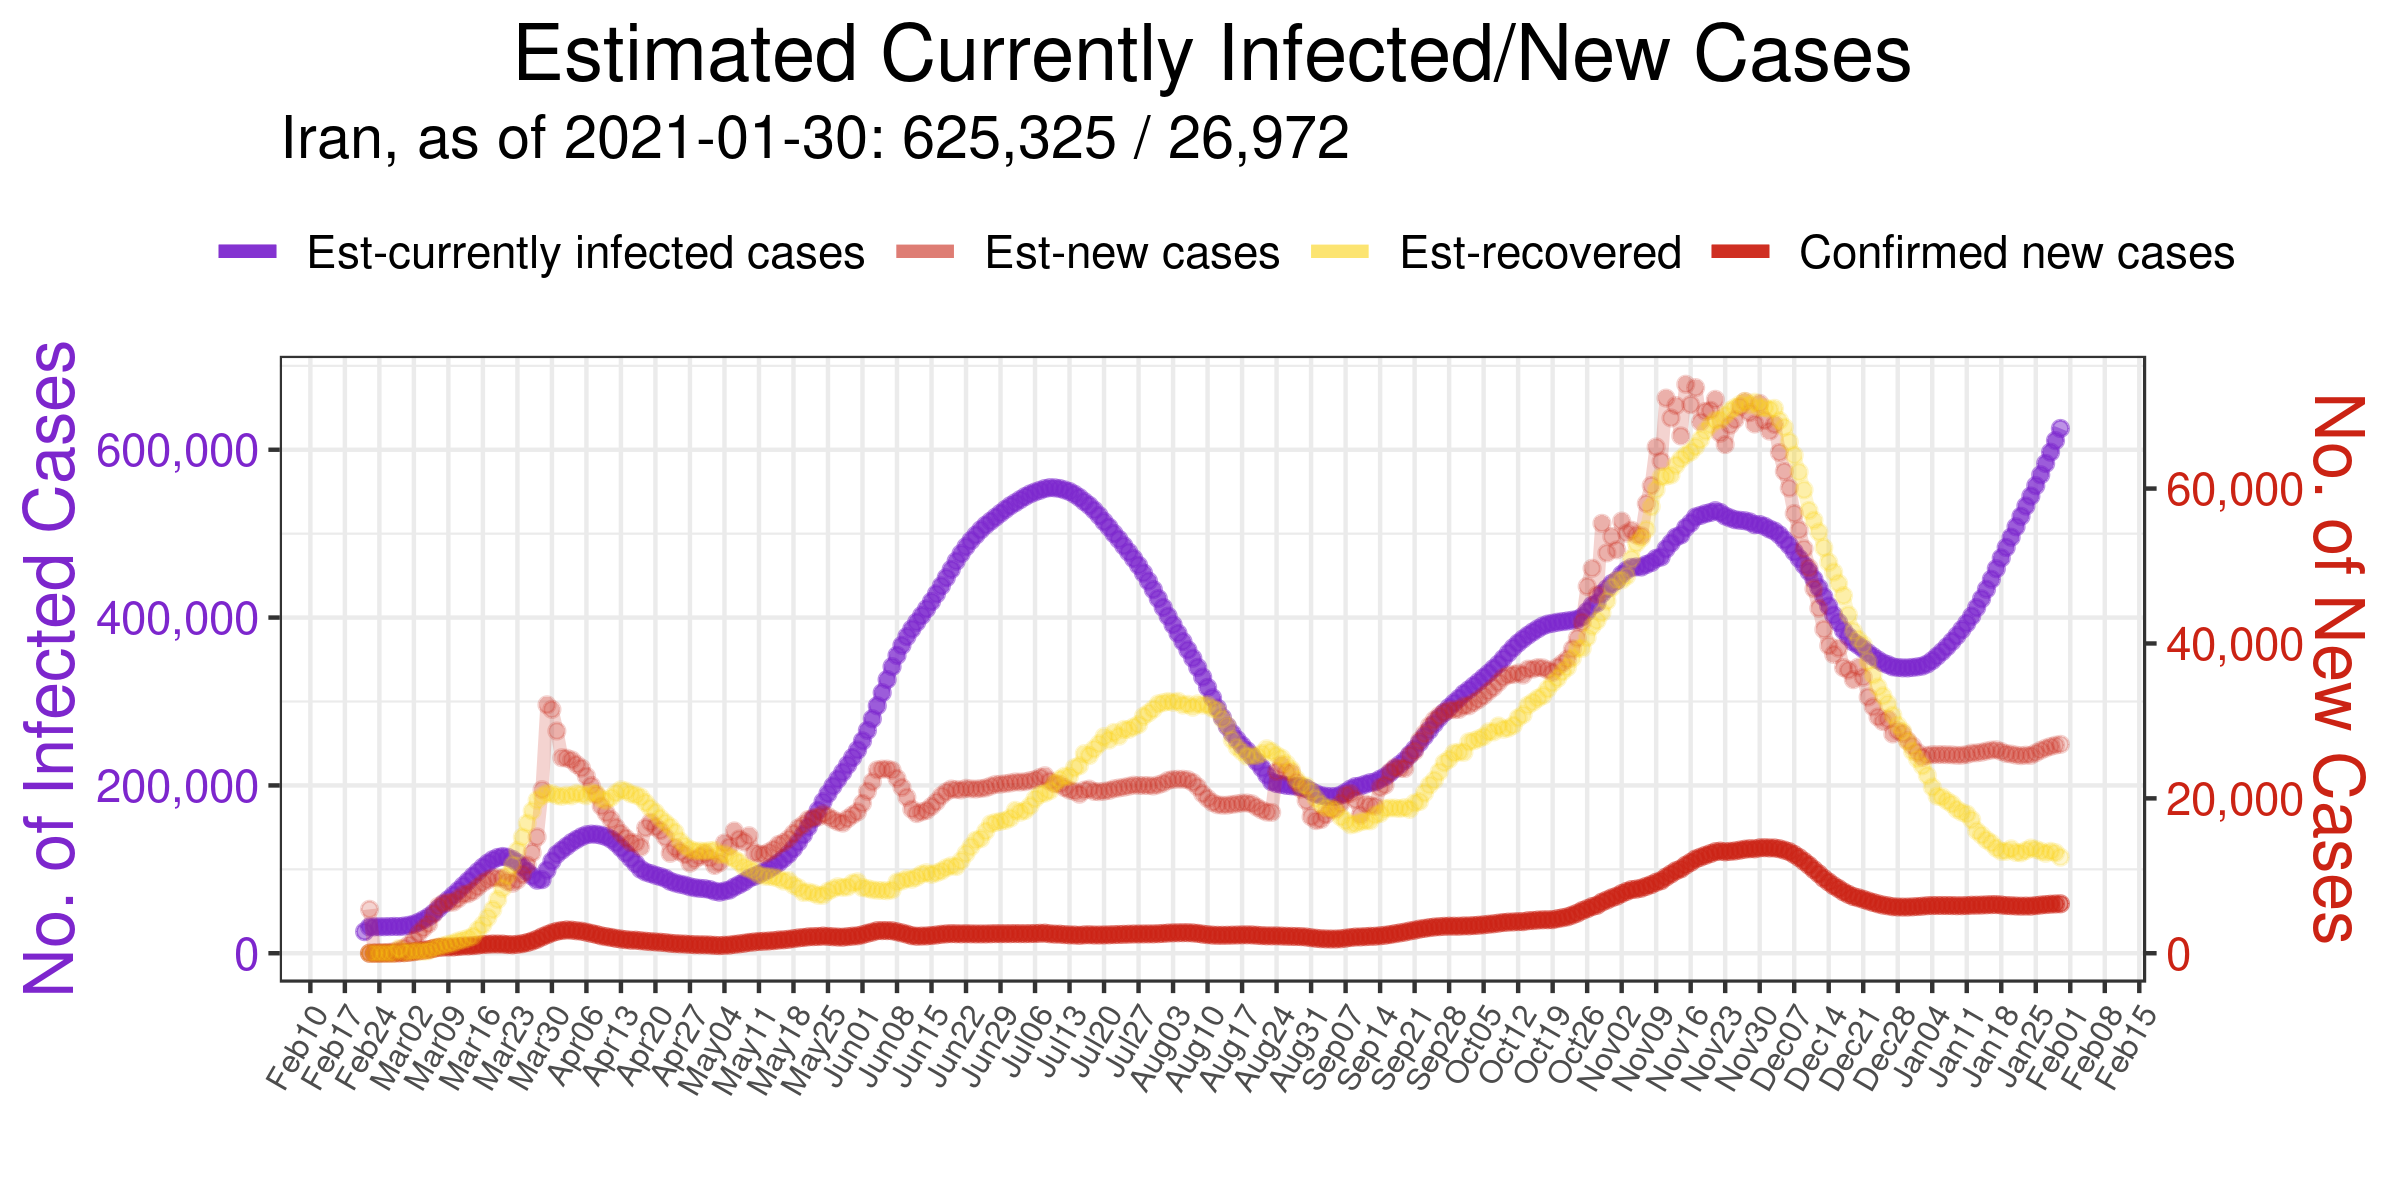 Estimated Currently Infected/New Cases
Iran, as of 2021-01-30: 625,325 / 26,972
Est-currently infected cases
Est-new cases
Est-recovered
Confirmed new cases
No. of Infected Cases
600,000
400,000
200,000
0
60,000
40,000
20,000
0
No. of New Cases
Feb10
Feb17
Feb24
Mar02
Mar09
Mar16
Mar23
Mar30
Apr06
Apr13
Apr20
Apr27
May04
May11
May18
May25
Jun01
Jun08
Jun15
Jun22
Jun29
Jul06
Jul13
Jul20
Jul27
Aug03
Aug10
Aug17
Aug24
Aug31
Sep07
Sep14
Sep21
Sep28
Oct05
Oct12
Oct19
Oct26
Nov02
Nov09
Nov16
Nov23
Nov30
Dec07
Dec14
Dec21
Dec28
Jan04
Jan11
Jan18
Jan25
Feb01
Feb08
Feb15